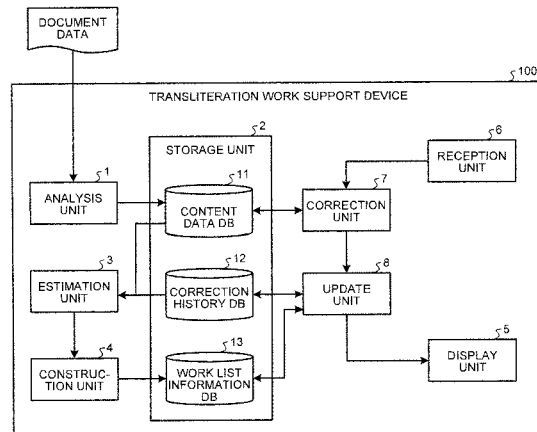 DOCUMENT
DATA
100
TRANSLITERATION WORK SUPPORT DEVICE
2
STORAGE UNIT
6
RECEPTION
UNIT
1
ANALYSIS
UNIT
11
CONTENT
DATA DB
7
CORRECTION
UNIT
3
ESTIMATION
UNIT
12
CORRECTION
HISTORY DB
8
UPDATE
UNIT
4
CONSTRUC-
TION UNIT
13
WORK LIST
INFORMATION
DB
5
DISPLAY
UNIT